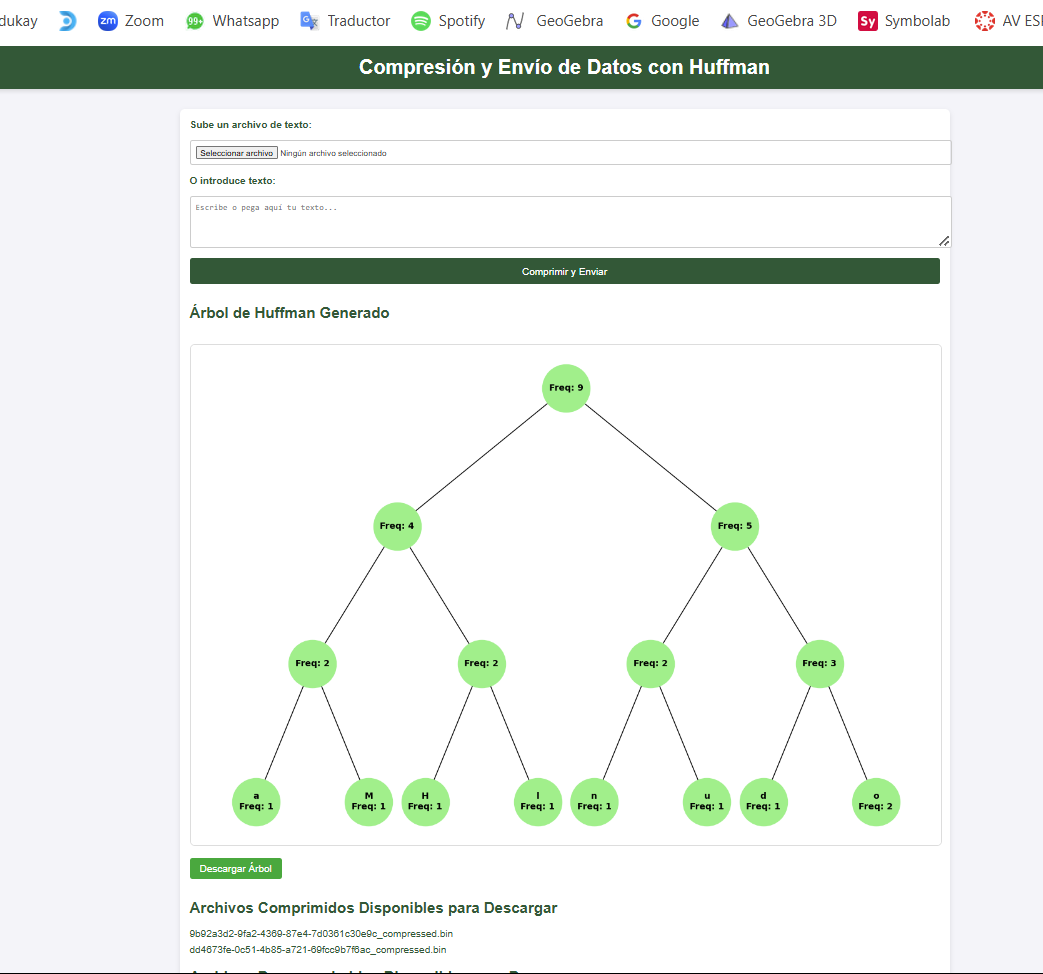 dukay zm Zoom 99+ Whatsapp G Traductor Spotify GeoGebra G Google GeoGebra 3D Sy Symbolab AV ESI
Compresión y Envío de Datos con Huffman
Sube un archivo de texto:
Seleccionar archivo Ningún archivo seleccionado
O introduce texto:
Escribe o pega aquí tu texto...
Comprimir y Enviar
Árbol de Huffman Generado
Freq: 9
Freq: 4 Freq: 5
Freq: 2 Freq: 2 Freq: 2 Freq: 3
a M H l n u d o
Freq: 1 Freq: 1 Freq: 1 Freq: 1 Freq: 1 Freq: 1 Freq: 1 Freq: 2
Descargar Árbol
Archivos Comprimidos Disponibles para Descargar
9b92a3d2-9fa2-4369-87e4-7d0361c30e9c_compressed.bin
dd4673fe-0c51-4b85-a721-69fcc9b7f6ac_compressed.bin